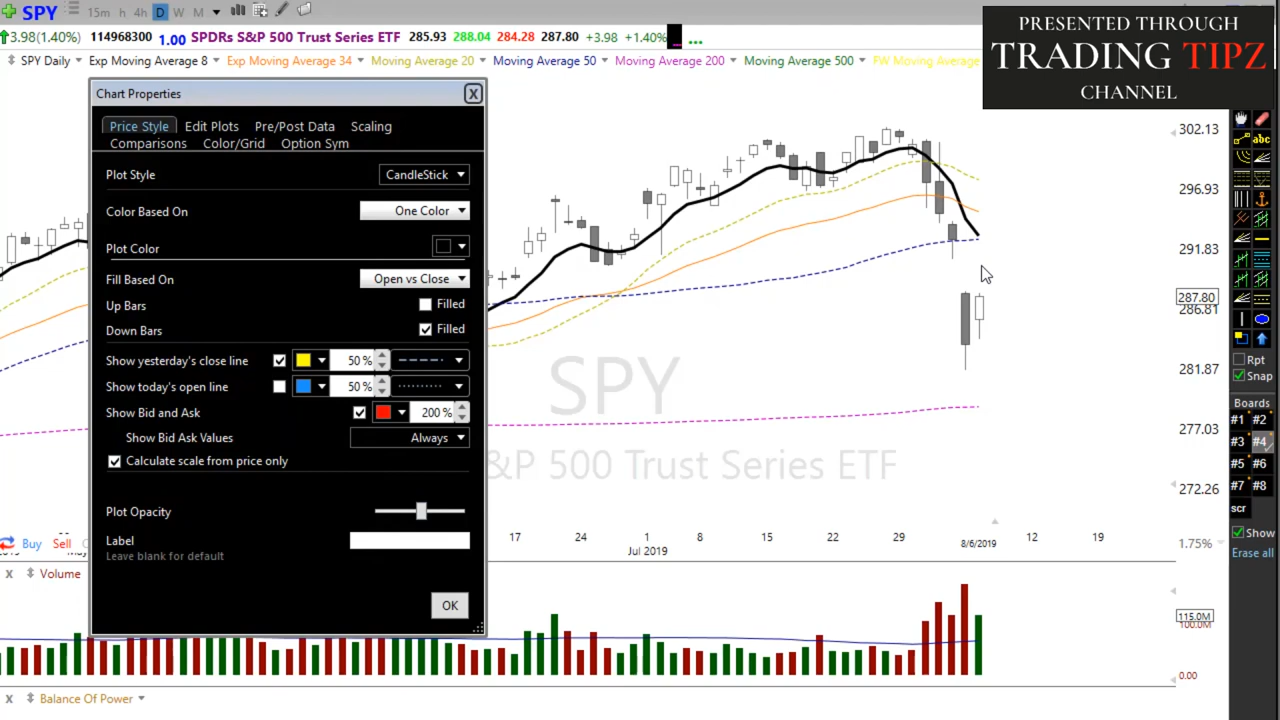 SPY 15m h 4h D W M
3.98(1.40%) 114968300 1.00 SPDRs S&P 500 Trust Series ETF 285.93 288.04 284.28 287.80 +3.98 +1.40% ...
SPY Daily Exp Moving Average 8 Exp Moving Average 34 Moving Average 20 Moving Average 50 Moving Average 200 Moving Average 500 FW Moving Average
PRESENTED THROUGH
TRADING TIPZ
CHANNEL
Chart Properties X
Price Style Edit Plots Pre/Post Data Scaling
Comparisons Color/Grid Option Sym
Plot Style CandleStick
Color Based On One Color
Plot Color
Fill Based On Open vs Close
Up Bars Filled
Down Bars Filled
Show yesterday's close line 50 %
Show today's open line 50 %
Show Bid and Ask 200 %
Show Bid Ask Values Always
Calculate scale from price only
Plot Opacity
Label
Leave blank for default
OK
SPY
S&P 500 Trust Series ETF
302.13
296.93
291.83
287.80
286.81
281.87
277.03
272.26
1.75%
abc
Rpt
Snap
Boards
#1 #2
#3 #4
#5 #6
#7 #8
scr
Show
Erase all
Buy Sell
17 24 1 8 15 22 29 8/6/2019 12 19
Jul 2019
X Volume
115.0M
100.0M
0.00
X Balance Of Power